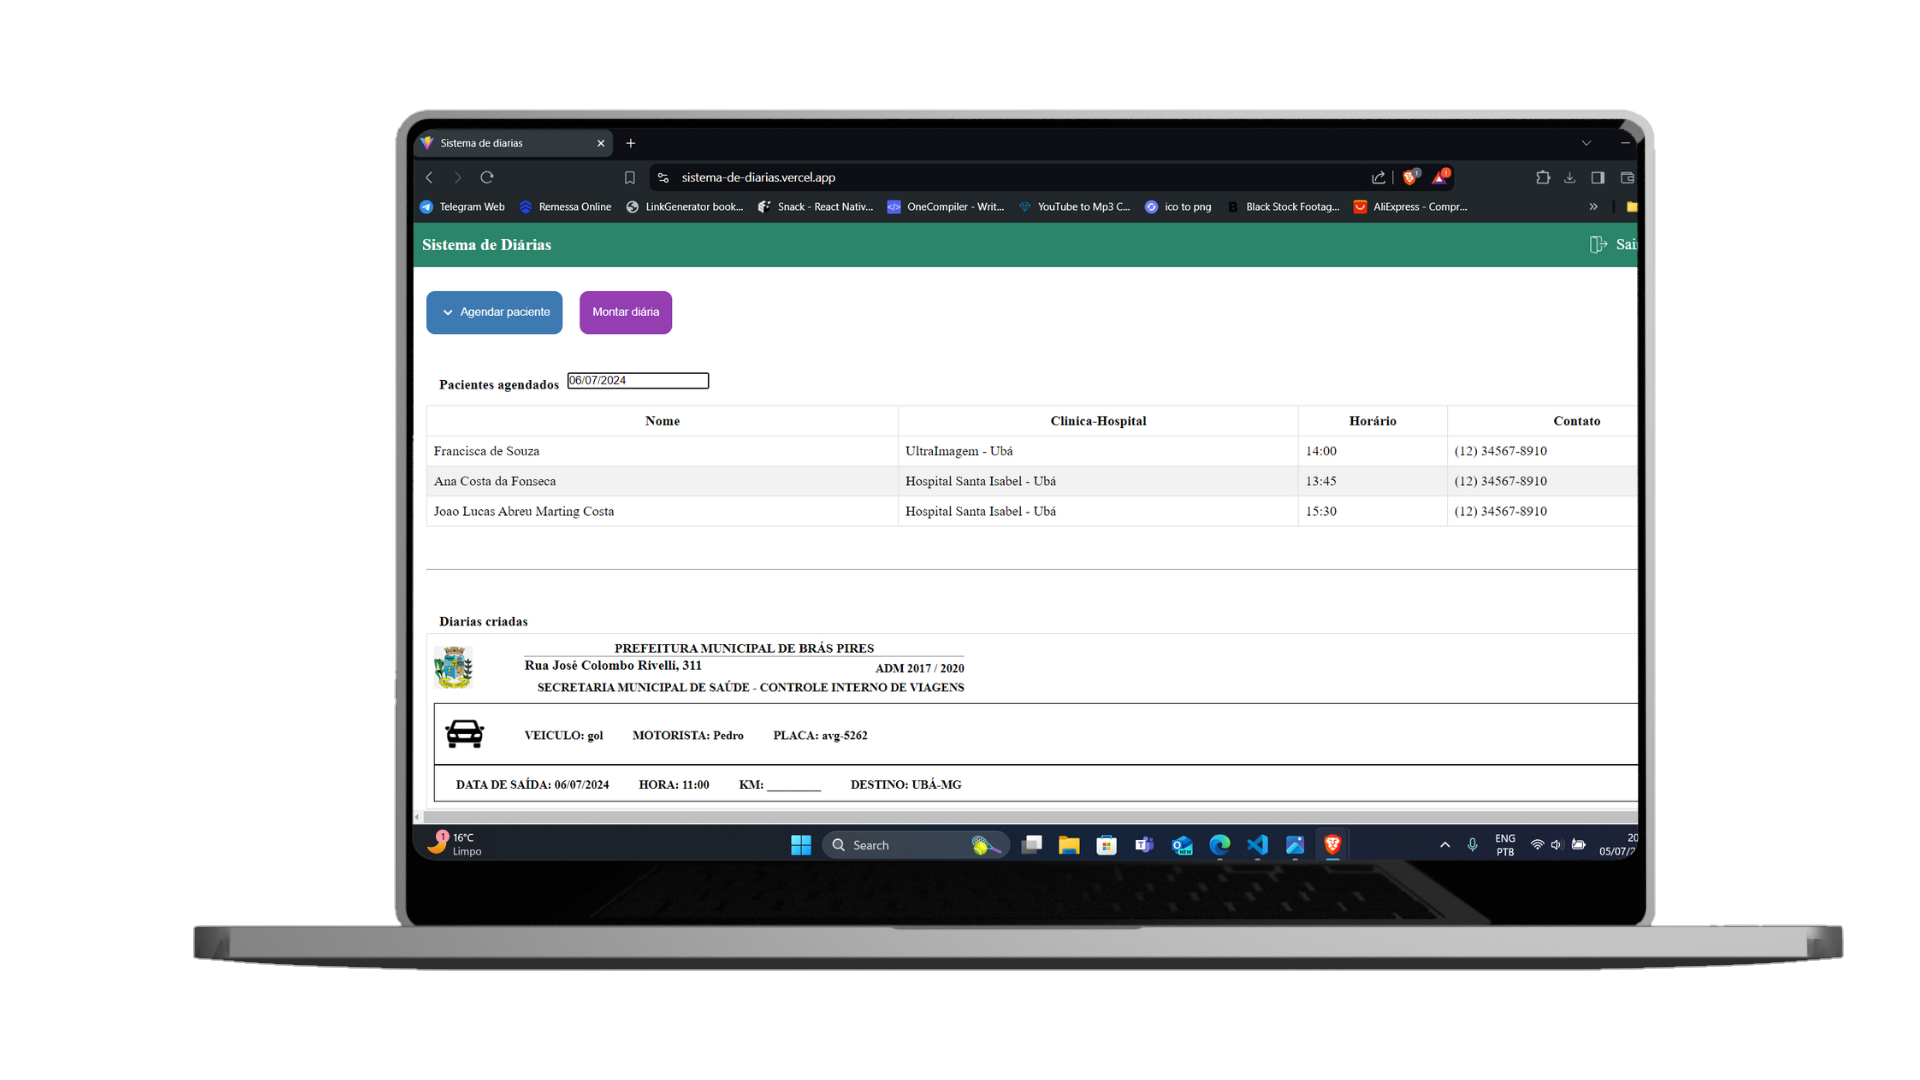 Sistema de diarias
sistema-de-diarias.vercel.app
1
1
Telegram Web
Remessa Online
LinkGenerator book...
Snack - React Nativ...
OneCompiler - Writ...
YouTube to Mp3 C...
ico to png
B
Black Stock Footag...
AliExpress - Compr...
Sistema de Diárias
Sair
Agendar paciente
Montar diária
Pacientes agendados
06/07/2024
Nome
Clinica-Hospital
Horário
Contato
Francisca de Souza
UltraImagem - Ubá
14:00
(12) 34567-8910
Ana Costa da Fonseca
Hospital Santa Isabel - Ubá
13:45
(12) 34567-8910
Joao Lucas Abreu Marting Costa
Hospital Santa Isabel - Ubá
15:30
(12) 34567-8910
Diarias criadas
PREFEITURA MUNICIPAL DE BRÁS PIRES
Rua José Colombo Rivelli, 311
ADM 2017 / 2020
SECRETARIA MUNICIPAL DE SAÚDE - CONTROLE INTERNO DE VIAGENS
VEICULO: gol
MOTORISTA: Pedro
PLACA: avg-5262
DATA DE SAÍDA: 06/07/2024
HORA: 11:00
KM: ________
DESTINO: UBÁ-MG
1
16°C
Limpo
Search
NEW
ENG
PTB
20
05/07/2